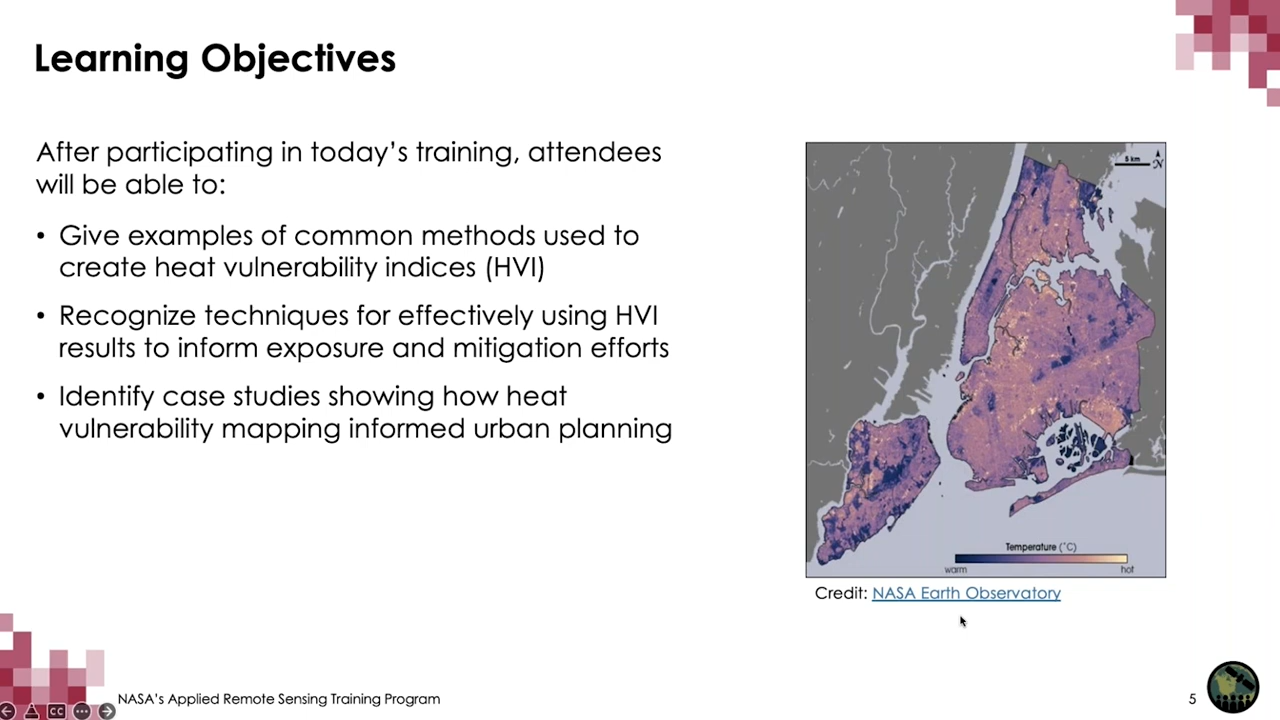 Learning Objectives
After participating in today's training, attendees
will be able to:
• Give examples of common methods used to
create heat vulnerability indices (HVI)
• Recognize techniques for effectively using HVI
results to inform exposure and mitigation efforts
• Identify case studies showing how heat
vulnerability mapping informed urban planning
5 km
N
Temperature (°C)
warm
hot
Credit: NASA Earth Observatory
CC
NASA's Applied Remote Sensing Training Program
5